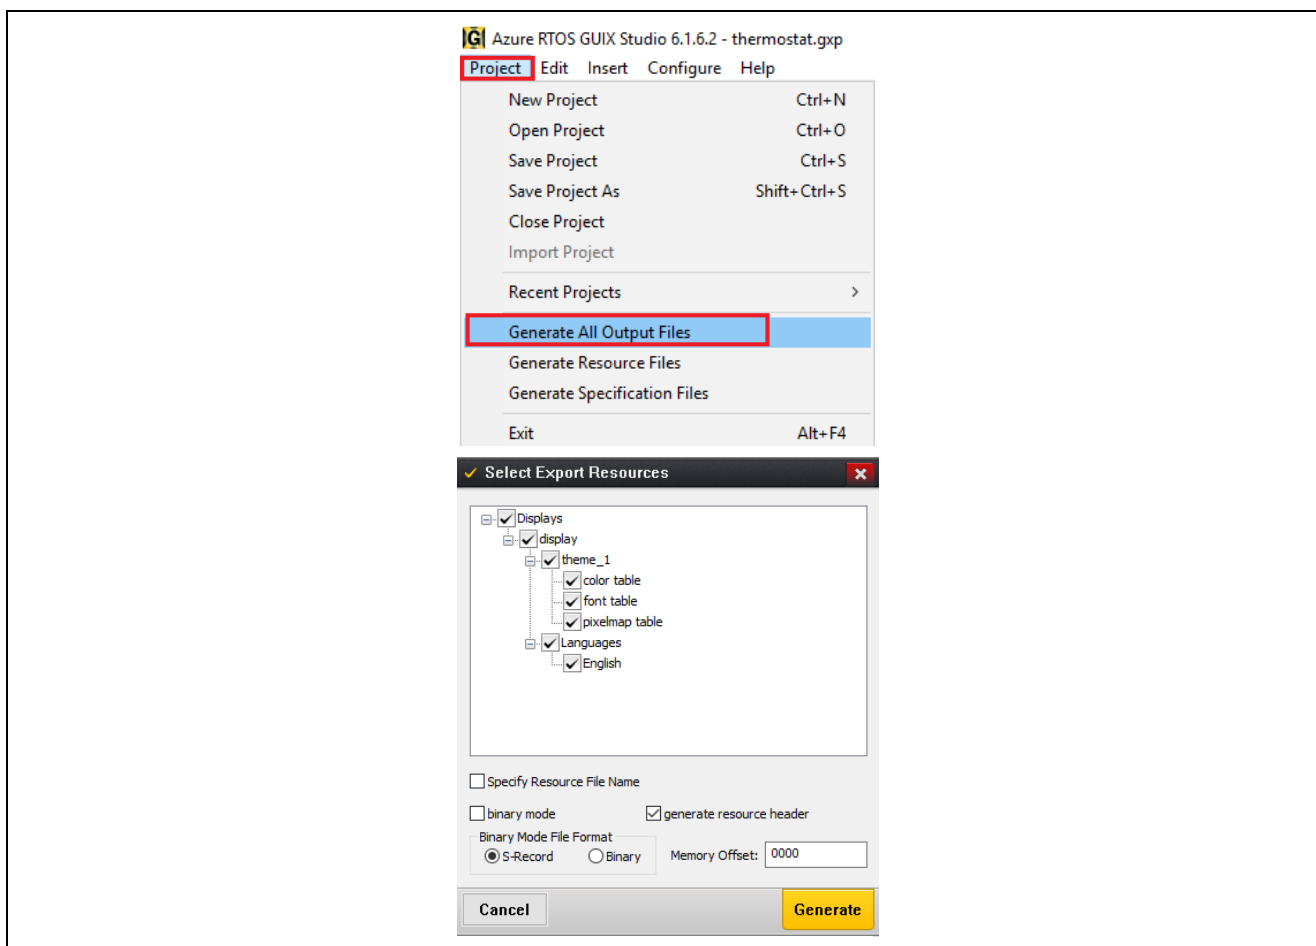 Azure RTOS GUIX Studio 6.1.6.2 - thermostat.gxp
Project Edit Insert Configure Help
New Project Ctrl+N
Open Project Ctrl+O
Save Project Ctrl+S
Save Project As Shift+Ctrl+S
Close Project
Import Project
Recent Projects
Generate All Output Files
Generate Resource Files
Generate Specification Files
Exit Alt+F4
Select Export Resources
Displays
display
theme_1
color table
font table
pixelmap table
Languages
English
Specify Resource File Name
binary mode generate resource header
Binary Mode File Format
S-Record Binary Memory Offset: 0000
Cancel Generate